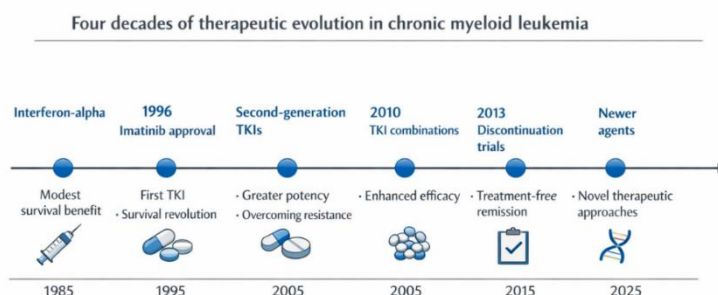 Four decades of therapeutic evolution in chronic myeloid leukemia
Interferon-alpha
1996
Imatinib approval
Second-generation
TKIs
2010
TKI combinations
2013
Discontinuation
trials
Newer
agents
Modest
survival benefit
First TKI
· Survival revolution
· Greater potency
· Overcoming resistance
· Enhanced efficacy
· Treatment-free
remission
· Novel therapeutic
approaches
1985
1995
2005
2005
2015
2025